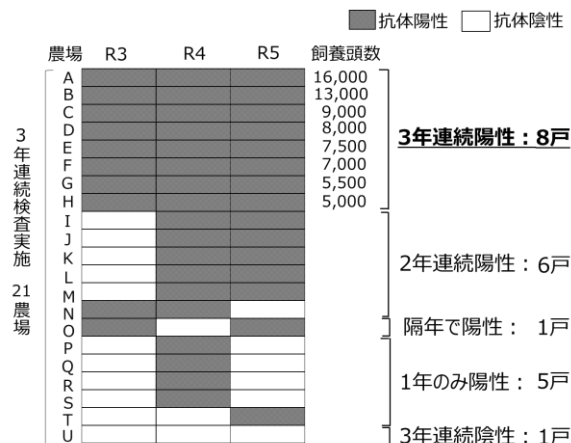 抗体陽性 抗体陰性
農場 R3 R4 R5 飼養頭数
3年連続検査実施 21農場
A 16,000
B 13,000
C 9,000
D 8,000
E 7,500
F 7,000
G 5,500
H 5,000
I
J
K
L
M
N
O
P
Q
R
S
T
U
3年連続陽性：8戸
2年連続陽性：6戸
隔年で陽性： 1戸
1年のみ陽性：5戸
3年連続陰性：1戸